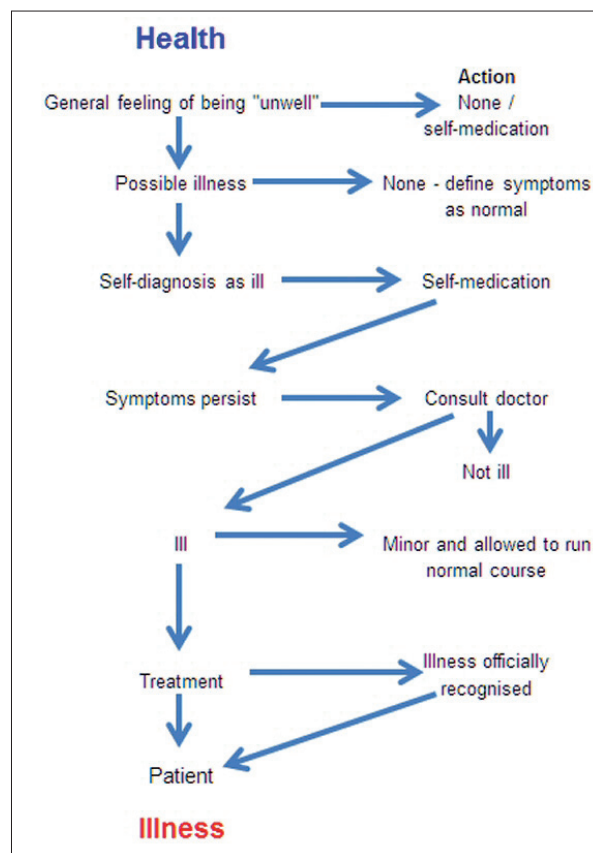 Health
Action
General feeling of being "unwell"
None /
self-medication
Possible illness
None - define symptoms
as normal
Self-diagnosis as ill
Self-medication
Symptoms persist
Consult doctor
Not ill
Ill
Minor and allowed to run
normal course
Treatment
Illness officially
recognised
Patient
Illness